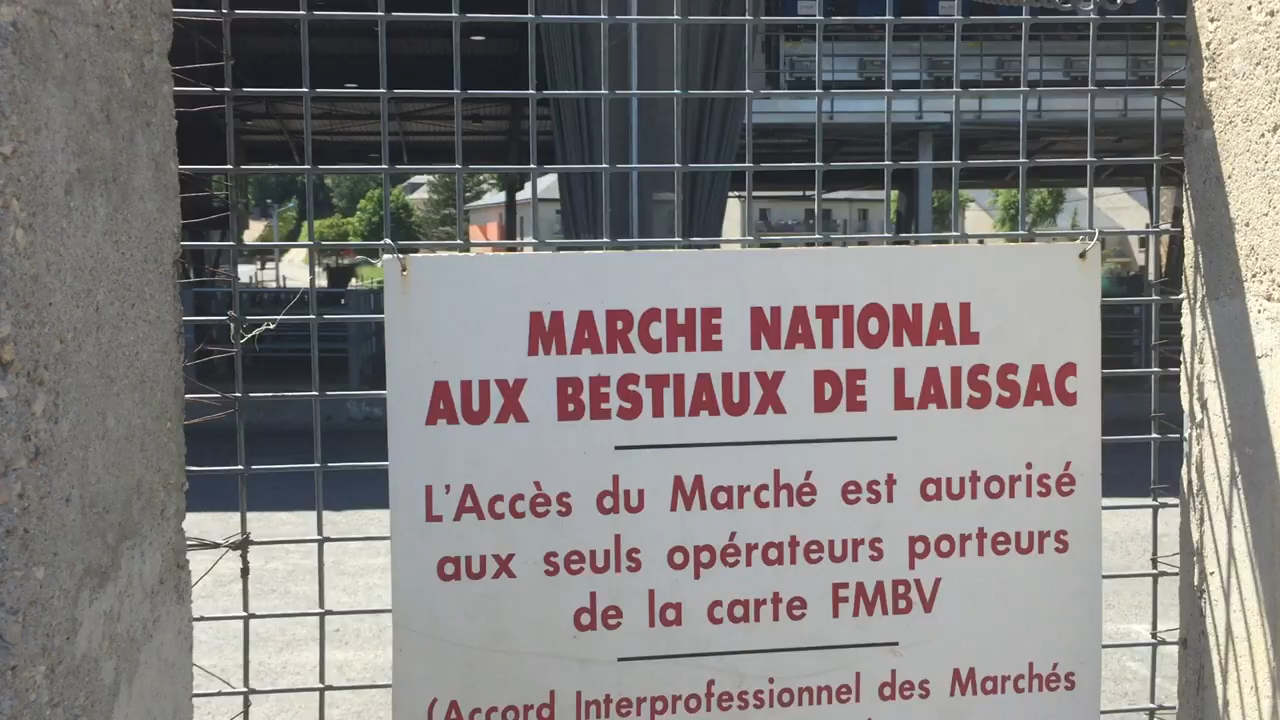 MARCHE NATIONAL
AUX BESTIAUX DE LAISSAC
L'Accès du Marché est autorisé
aux seuls opérateurs porteurs
de la carte FMBV
(Accord Interprofessionnel des Marchés